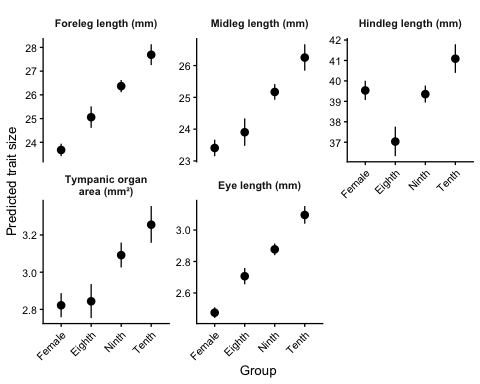 Foreleg length (mm)
28
27
26
25
24
Midleg length (mm)
26
25
24
23
Hindleg length (mm)
42
41
40
39
38
37
Female
Eighth
Ninth
Tenth
Predicted trait size
Tympanic organ
area (mm²)
3.2
3.0
2.8
Female
Eighth
Ninth
Tenth
Eye length (mm)
3.0
2.8
2.6
Female
Eighth
Ninth
Tenth
Group